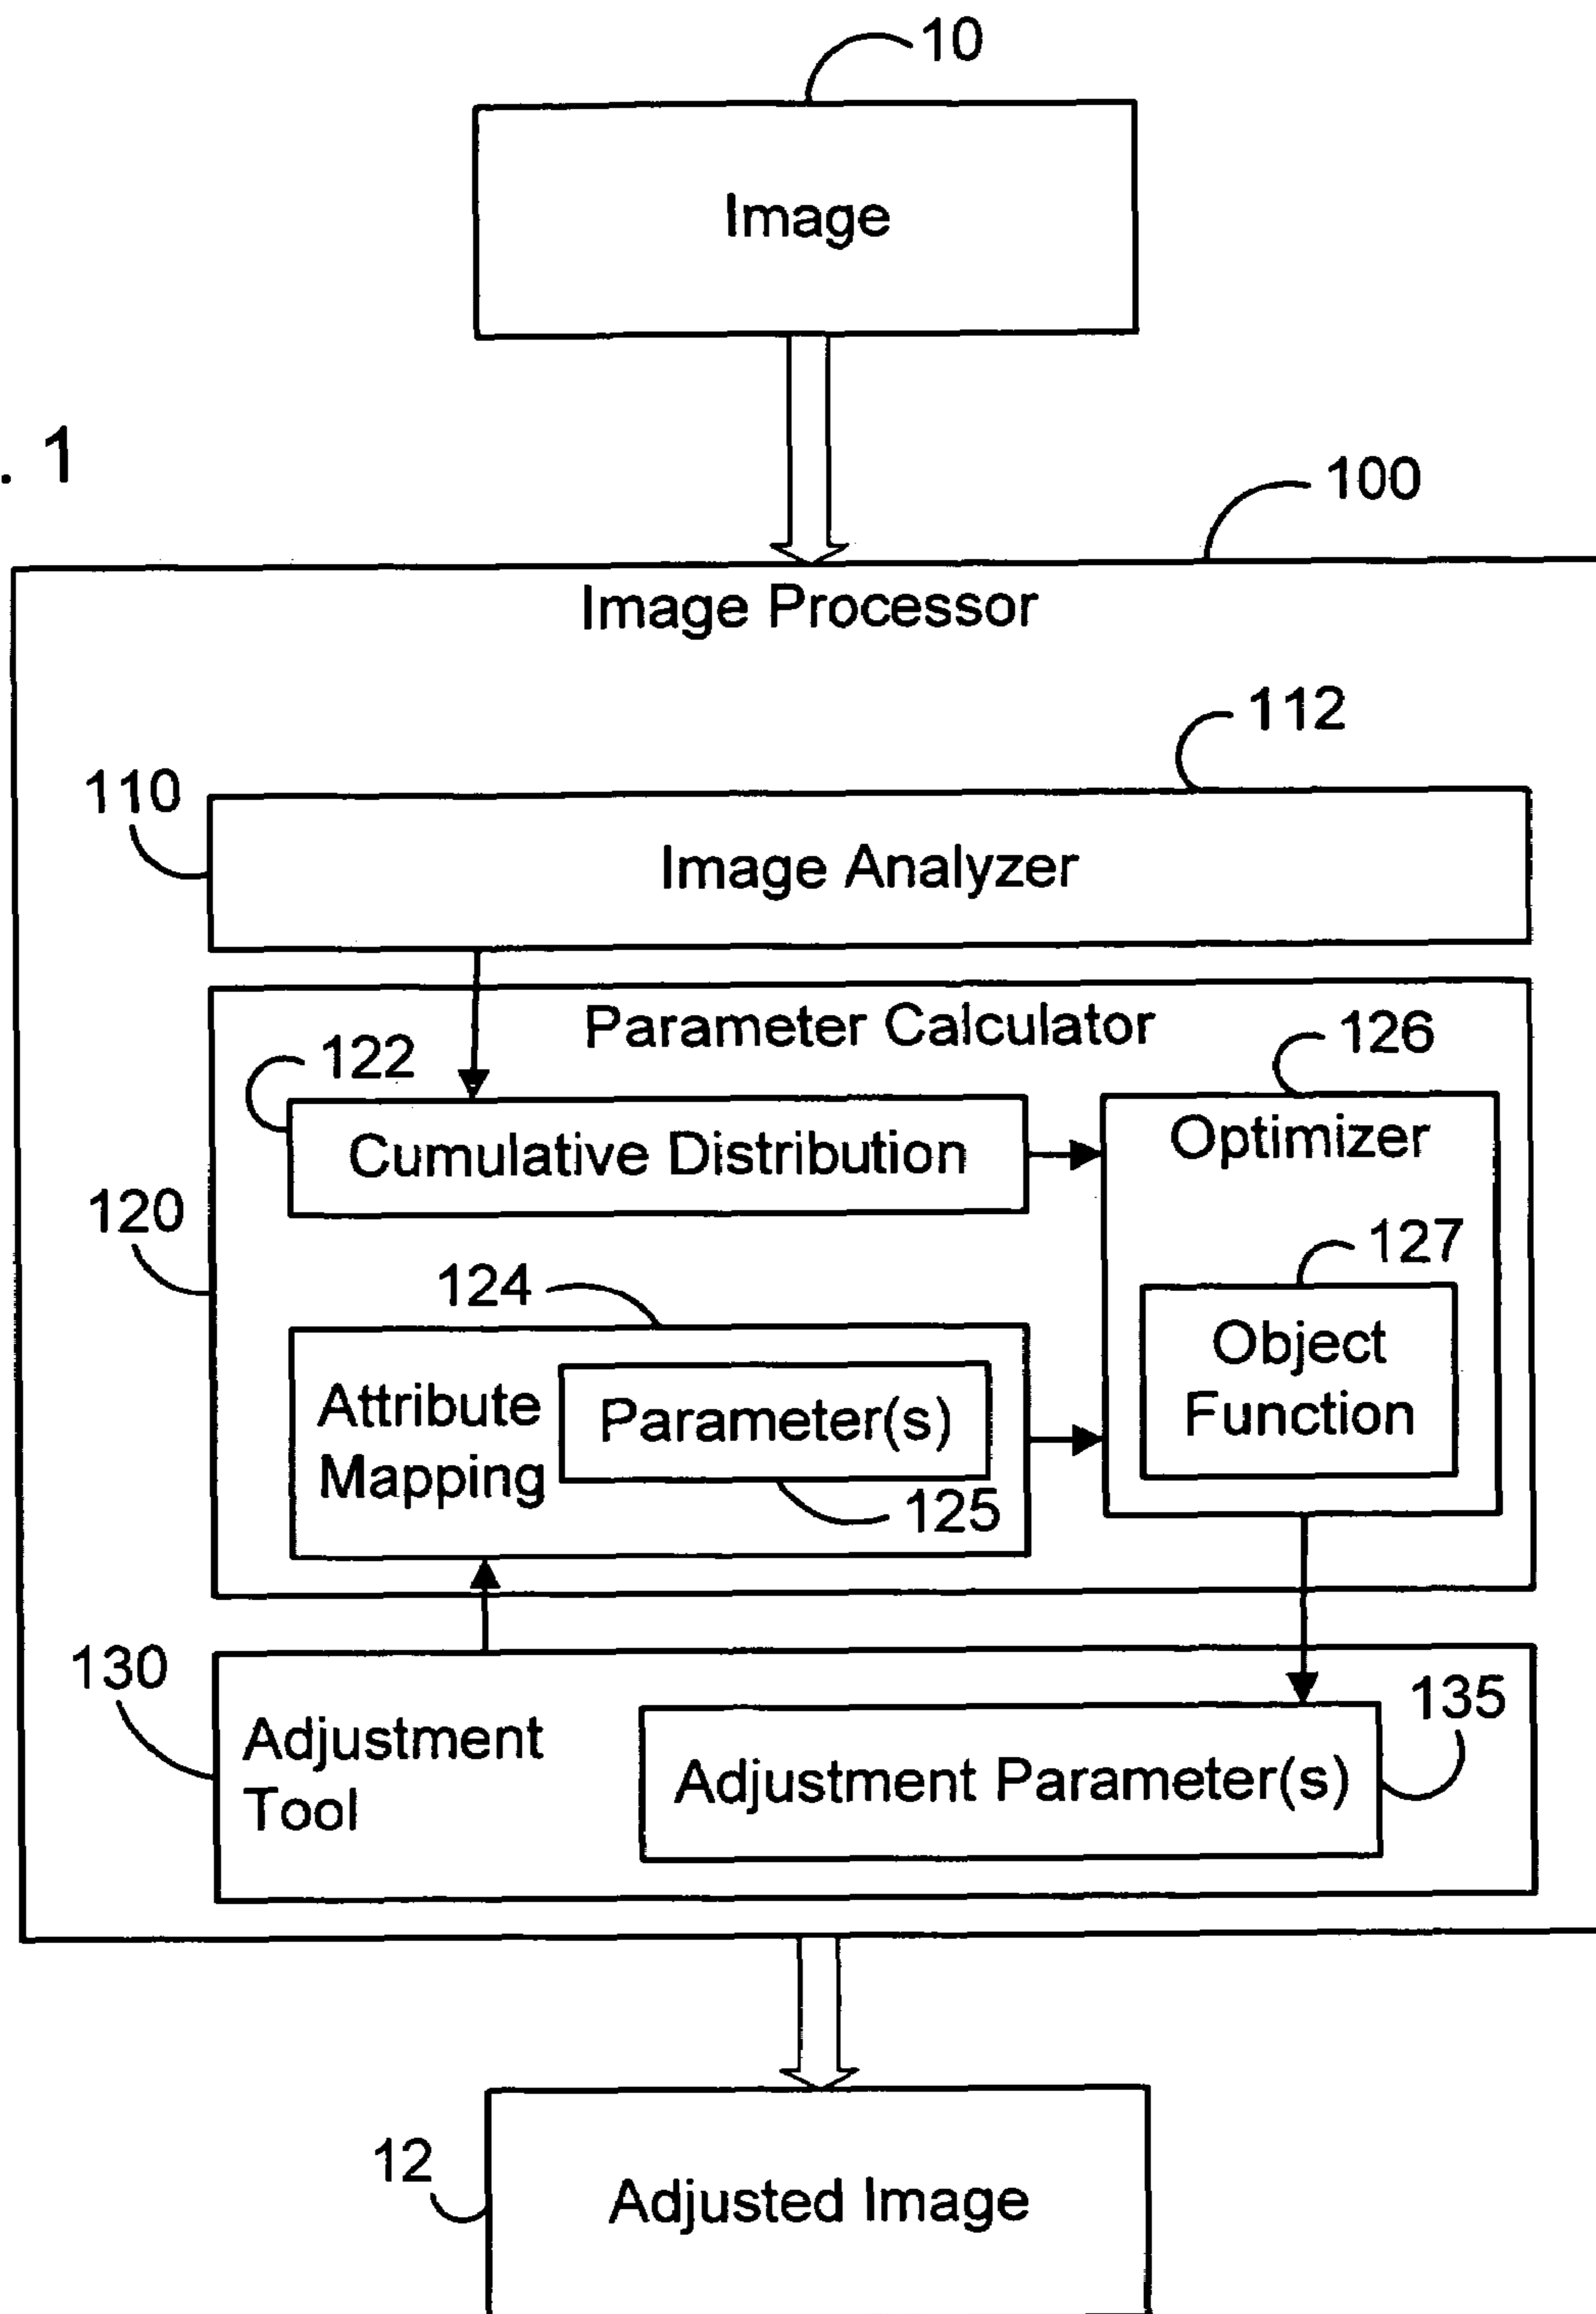 10
Image
. 1
100
Image Processor
112
110
Image Analyzer
Parameter Calculator
122
126
Cumulative Distribution
Optimizer
120
127
124
Object
Function
Attribute
Mapping
Parameter(s)
125
130
135
Adjustment
Tool
Adjustment Parameter(s)
12
Adjusted Image